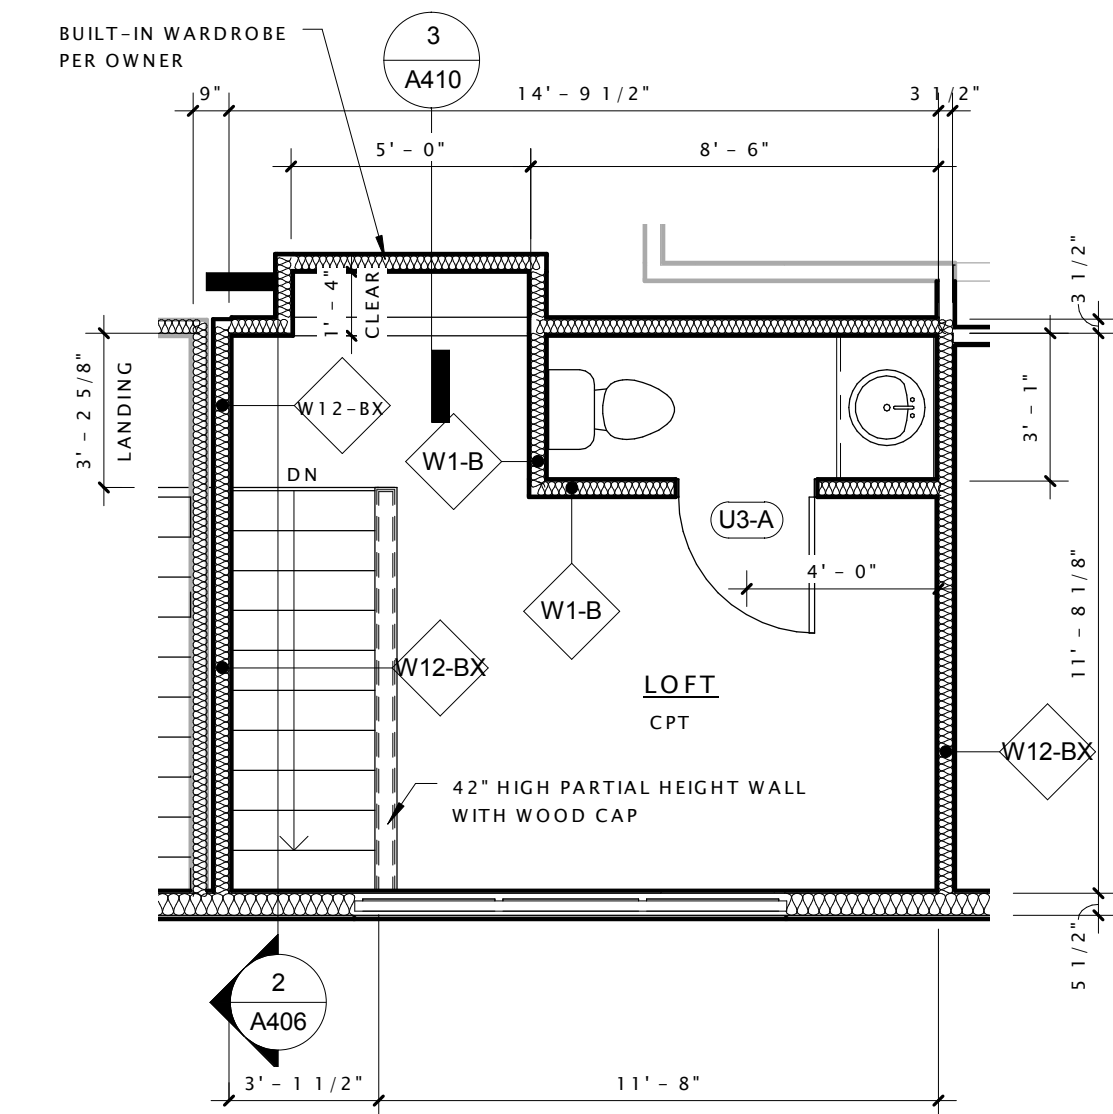 BUILT-IN WARDROBE
PER OWNER
3
A410
9"
14' - 9 1/2"
3 1/2"
5' - 0"
8' - 6"
3 1/2"
1' - 4"
CLEAR
3' - 2 5/8"
LANDING
W12-BX
3' - 1"
W1-B
DN
U3-A
4' - 0"
W1-B
11' - 8 1/8"
W12-BX
LOFT
CPT
W12-BX
42" HIGH PARTIAL HEIGHT WALL
WITH WOOD CAP
5 1/2"
2
A406
3' - 1 1/2"
11' - 8"